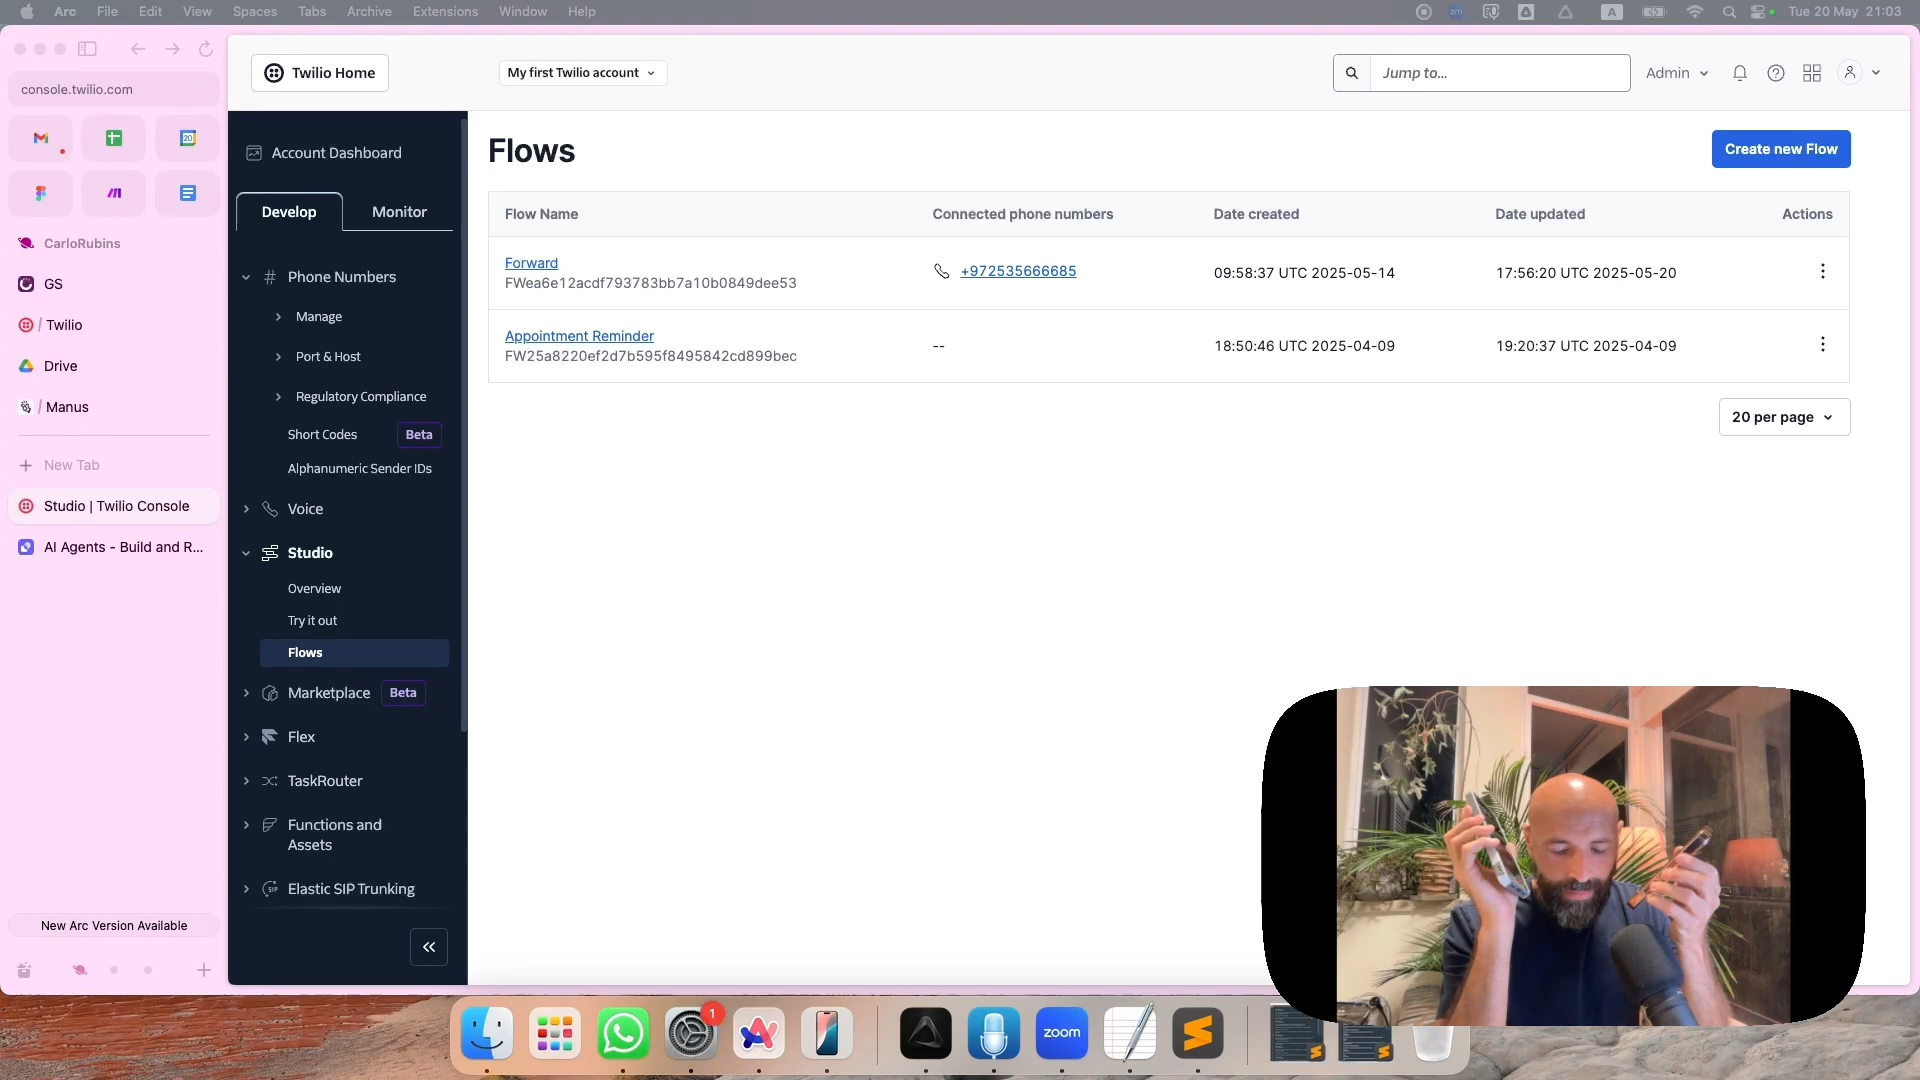 Arc File Edit View Spaces Tabs Archive Extensions Window Help
zm A Tue 20 May 21:03
console.twilio.com
20
CarloRubins
GS
/ Twilio
Drive
/ Manus
New Tab
Studio | Twilio Console
AI Agents - Build and R...
New Arc Version Available
Twilio Home
My first Twilio account
Jump to...
Admin
Account Dashboard
Develop
Monitor
Phone Numbers
Manage
Port & Host
Regulatory Compliance
Short Codes Beta
Alphanumeric Sender IDs
Voice
Studio
Overview
Try it out
Flows
Marketplace Beta
Flex
TaskRouter
Functions and
Assets
SIP Elastic SIP Trunking
Flows
Create new Flow
Flow Name Connected phone numbers Date created Date updated Actions
Forward
FWea6e12acdf793783bb7a10b0849dee53
+972535666685
09:58:37 UTC 2025-05-14
17:56:20 UTC 2025-05-20
Appointment Reminder
FW25a8220ef2d7b595f8495842cd899bec
--
18:50:46 UTC 2025-04-09
19:20:37 UTC 2025-04-09
20 per page
1
zoom